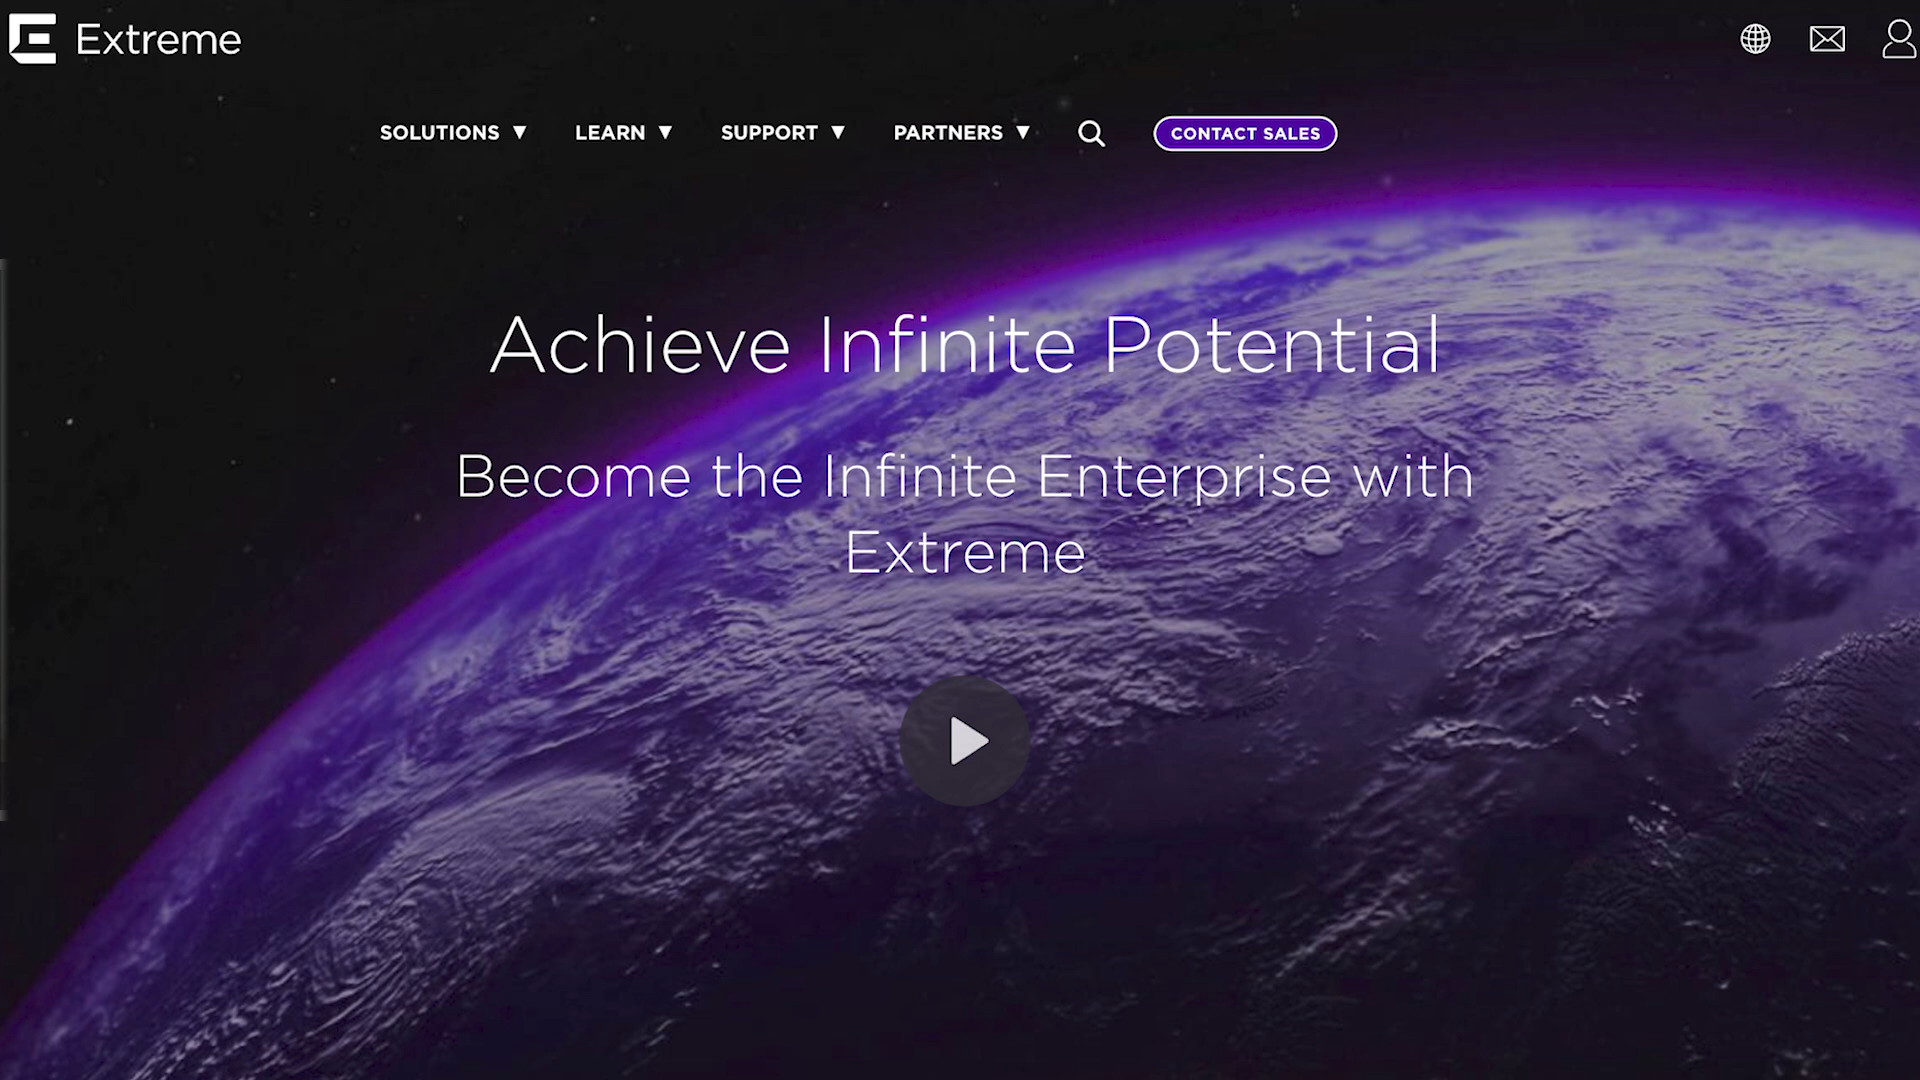 Extreme
SOLUTIONS ▼ LEARN ▼ SUPPORT ▼ PARTNERS ▼ CONTACT SALES
Achieve Infinite Potential
Become the Infinite Enterprise with
Extreme